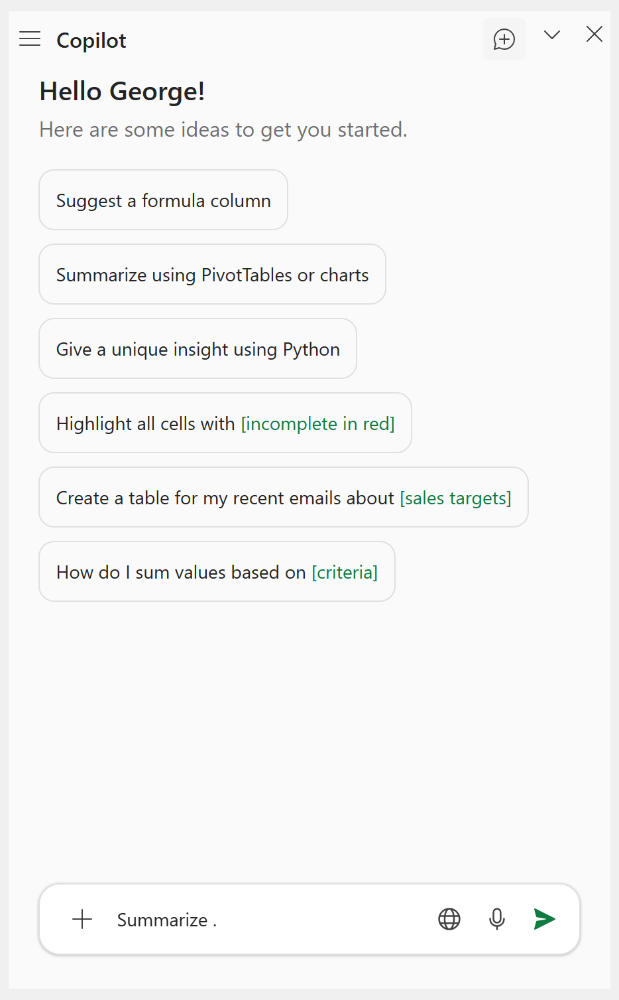 Copilot
Hello George!
Here are some ideas to get you started.
Suggest a formula column
Summarize using PivotTables or charts
Give a unique insight using Python
Highlight all cells with [incomplete in red]
Create a table for my recent emails about [sales targets]
How do I sum values based on [criteria]
Summarize .